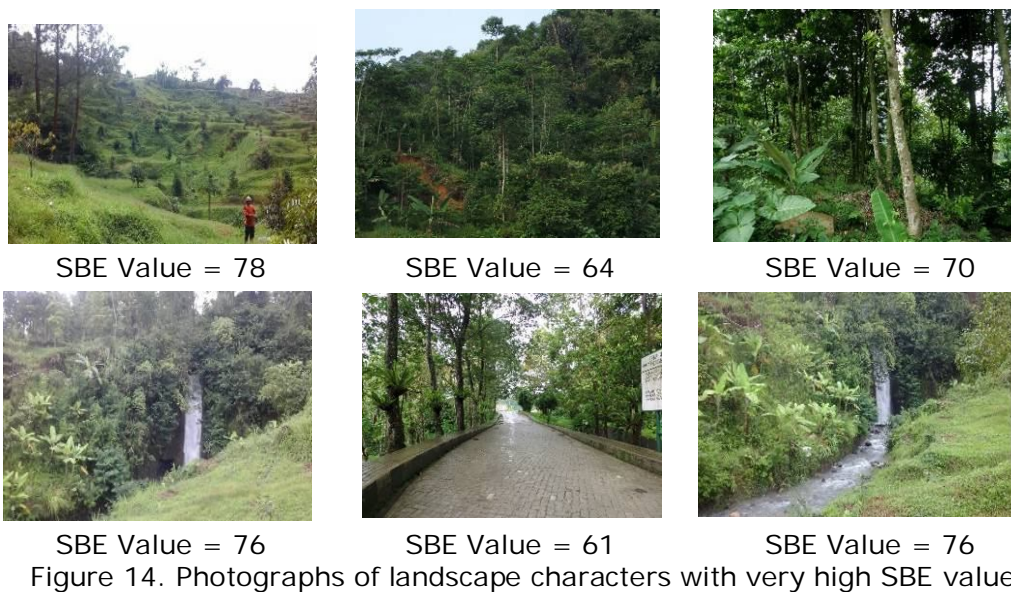 SBE Value = 78
SBE Value = 64
SBE Value = 70
SBE Value = 76
SBE Value = 61
SBE Value = 76
Figure 14. Photographs of landscape characters with very high SBE value